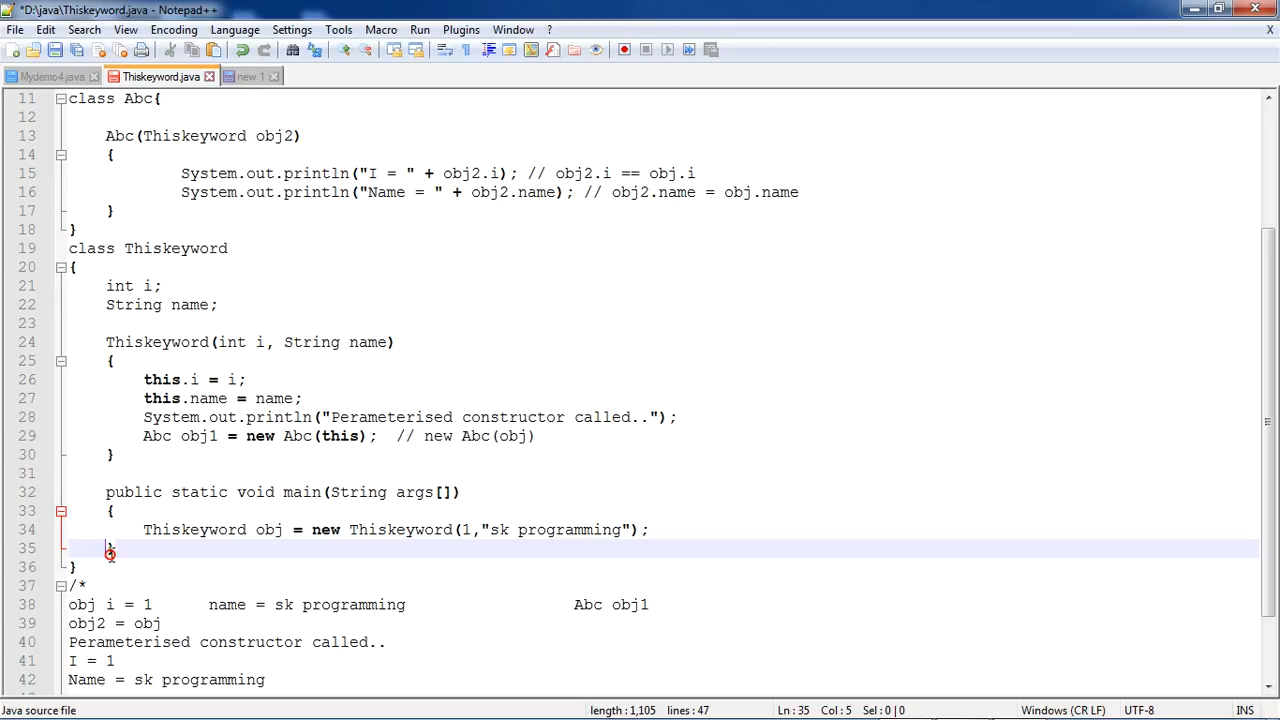 *D:\java\Thiskeyword.java - Notepad++
File Edit Search View Encoding Language Settings Tools Macro Run Plugins Window ? X
Mydemo4.java Thiskeyword.java new 1
11 class Abc{
12
13 Abc(Thiskeyword obj2)
14 {
15 System.out.println("I = " + obj2.i); // obj2.i == obj.i
16 System.out.println("Name = " + obj2.name); // obj2.name = obj.name
17 }
18 }
19 class Thiskeyword
20 {
21 int i;
22 String name;
23
24 Thiskeyword(int i, String name)
25 {
26 this.i = i;
27 this.name = name;
28 System.out.println("Perameterised constructor called..");
29 Abc obj1 = new Abc(this); // new Abc(obj)
30 }
31
32 public static void main(String args[])
33 {
34 Thiskeyword obj = new Thiskeyword(1,"sk programming");
35 }
36 }
37 /*
38 obj i = 1 name = sk programming Abc obj1
39 obj2 = obj
40 Perameterised constructor called..
41 I = 1
42 Name = sk programming
Java source file length : 1,105 lines : 47 Ln : 35 Col : 5 Sel : 0 | 0 Windows (CR LF) UTF-8 INS